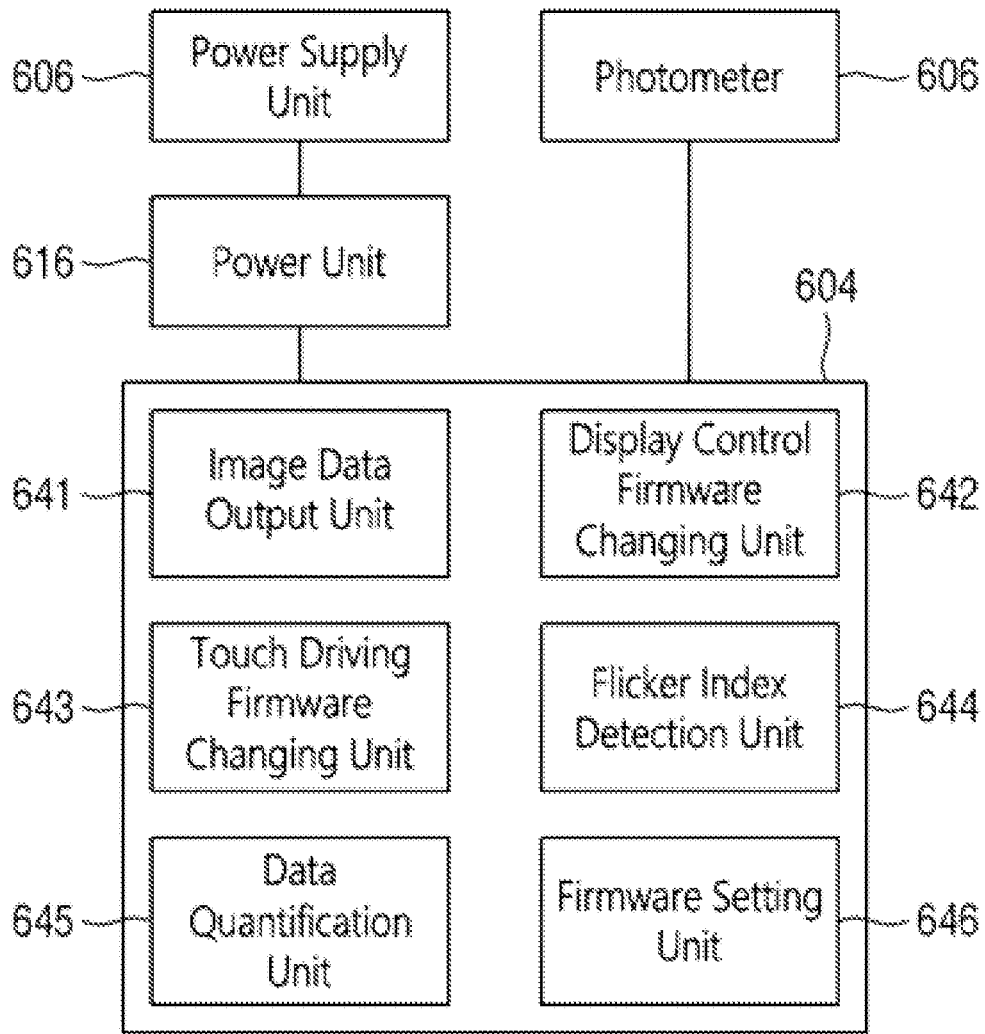 606
Power Supply
Unit
Photometer
606
616
Power Unit
604
641
Image Data
Output Unit
Display Control
Firmware
Changing Unit
642
643
Touch Driving
Firmware
Changing Unit
Flicker Index
Detection Unit
644
645
Data
Quantification
Unit
Firmware Setting
Unit
646